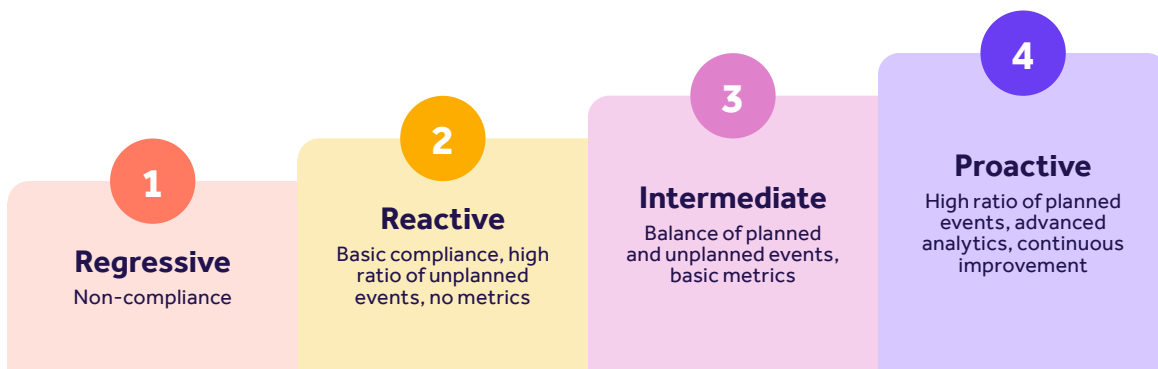 1
Regressive
Non-compliance
2
Reactive
Basic compliance, high
ratio of unplanned
events, no metrics
3
Intermediate
Balance of planned
and unplanned events,
basic metrics
4
Proactive
High ratio of planned
events, advanced
analytics, continuous
improvement